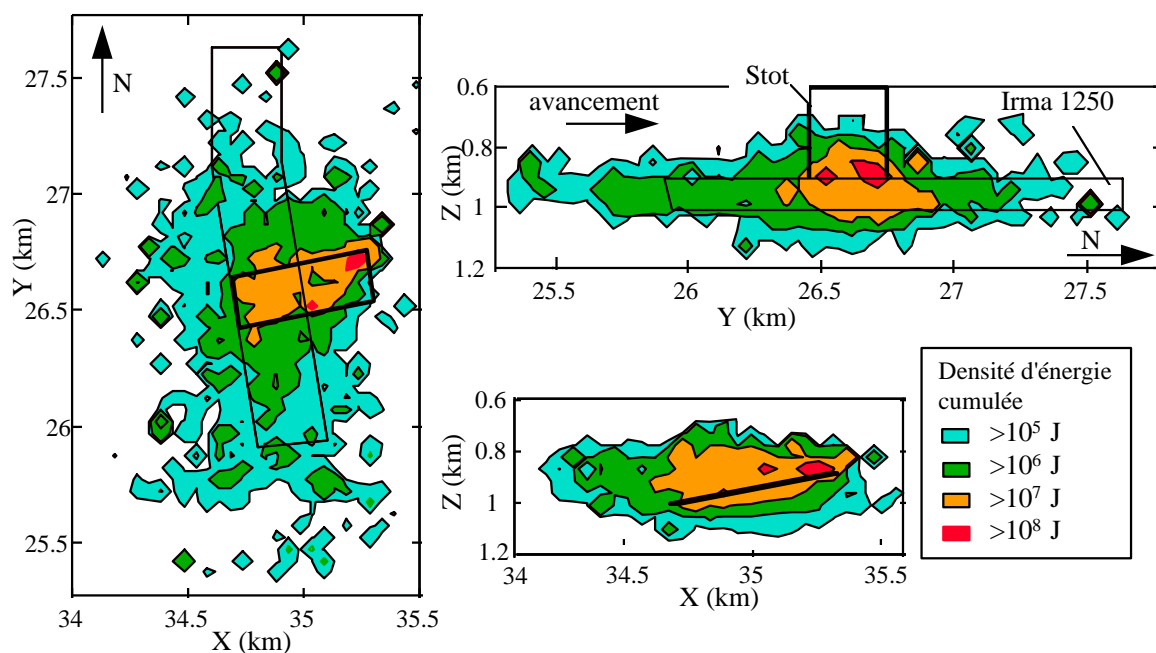 27.5
27
26.5
26
25.5
Y (km)
N
34
34.5
35
35.5
X (km)
Stot
avancement
Irma 1250
0.6
0.8
1
1.2
Z (km)
N
25.5
26
26.5
27
27.5
Y (km)
0.6
0.8
1
1.2
Z (km)
34
34.5
35
35.5
X (km)
Densité d'énergie
cumulée
>10⁵ J
>10⁶ J
>10⁷ J
>10⁸ J